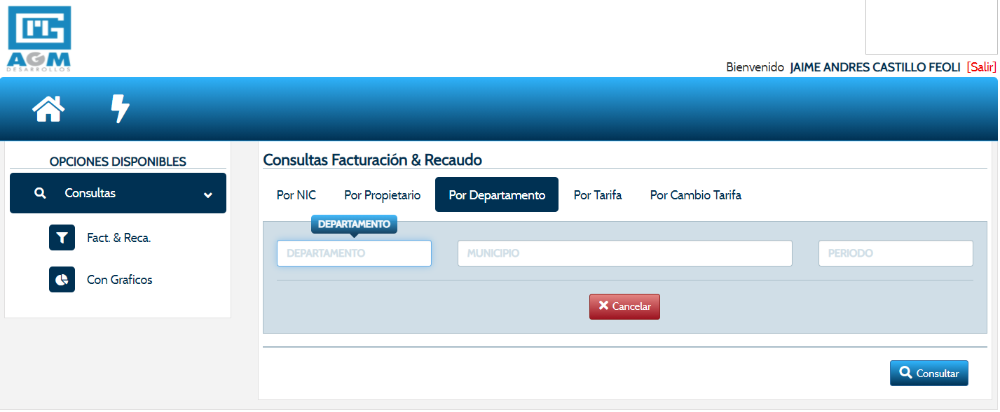 AGM
DESARROLLOS
Bienvenido JAIME ANDRES CASTILLO FEOLI [Salir]
OPCIONES DISPONIBLES
Consultas
Fact. & Reca.
Con Graficos
Consultas Facturación & Recaudo
Por NIC Por Propietario Por Departamento Por Tarifa Por Cambio Tarifa
DEPARTAMENTO
DEPARTAMENTO MUNICIPIO PERIODO
Cancelar
Consultar